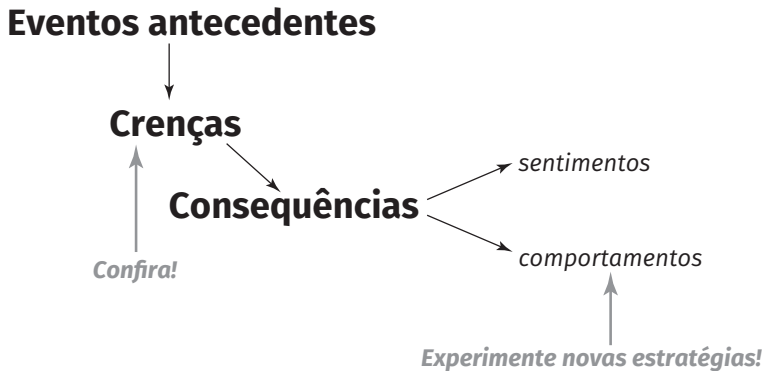 Eventos antecedentes
Crenças
sentimentos
Consequências
Confira!
comportamentos
Experimente novas estratégias!